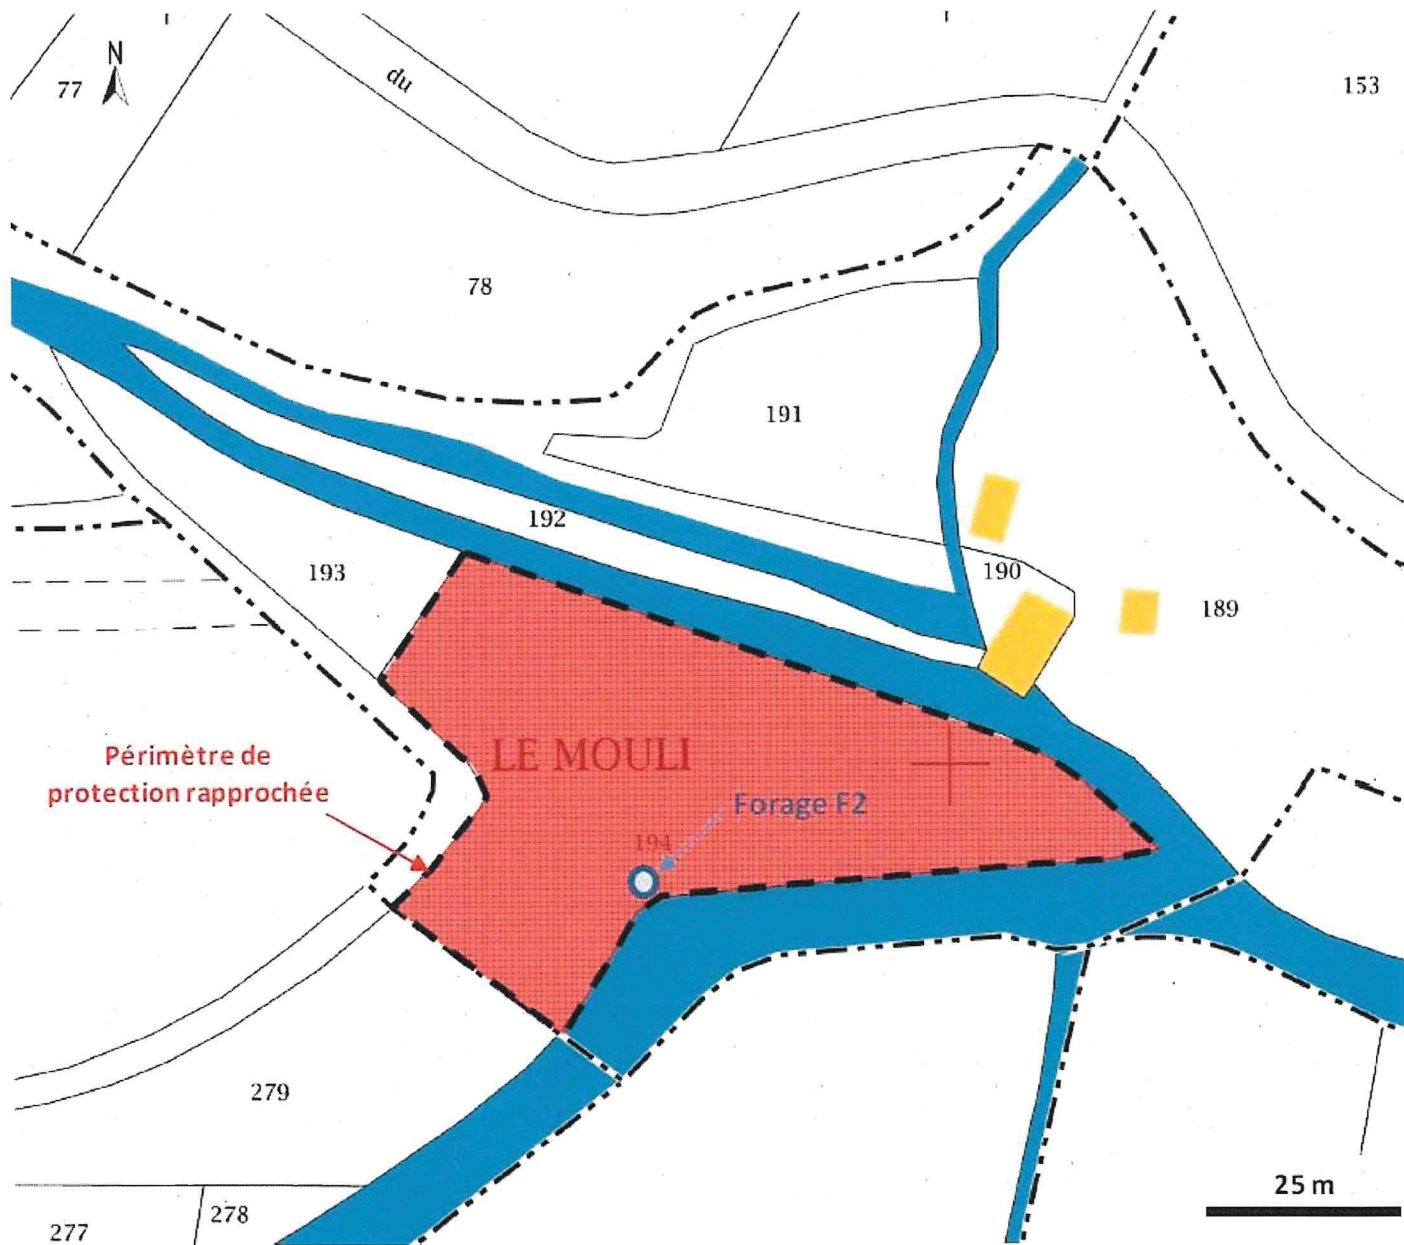 N
77
du
153
78
191
192
193
190
189
LE MOULI
Périmètre de
protection rapprochée
Forage F2
194
279
25 m
278
277